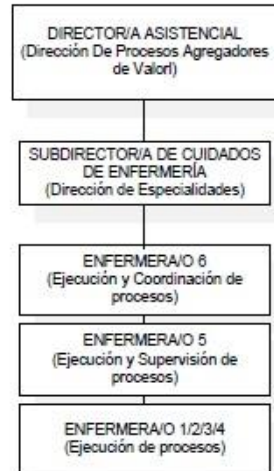 DIRECTOR/A ASISTENCIAL
(Dirección De Procesos Agregadores
de Valorl)
SUBDIRECTOR/A DE CUIDADOS
DE ENFERMERÍA
(Dirección de Especialidades)
ENFERMERA/O 6
(Ejecución y Coordinación de
procesos)
ENFERMERA/O 5
(Ejecución y Supervisión de
procesos)
ENFERMERA/O 1/2/3/4
(Ejecución de procesos)